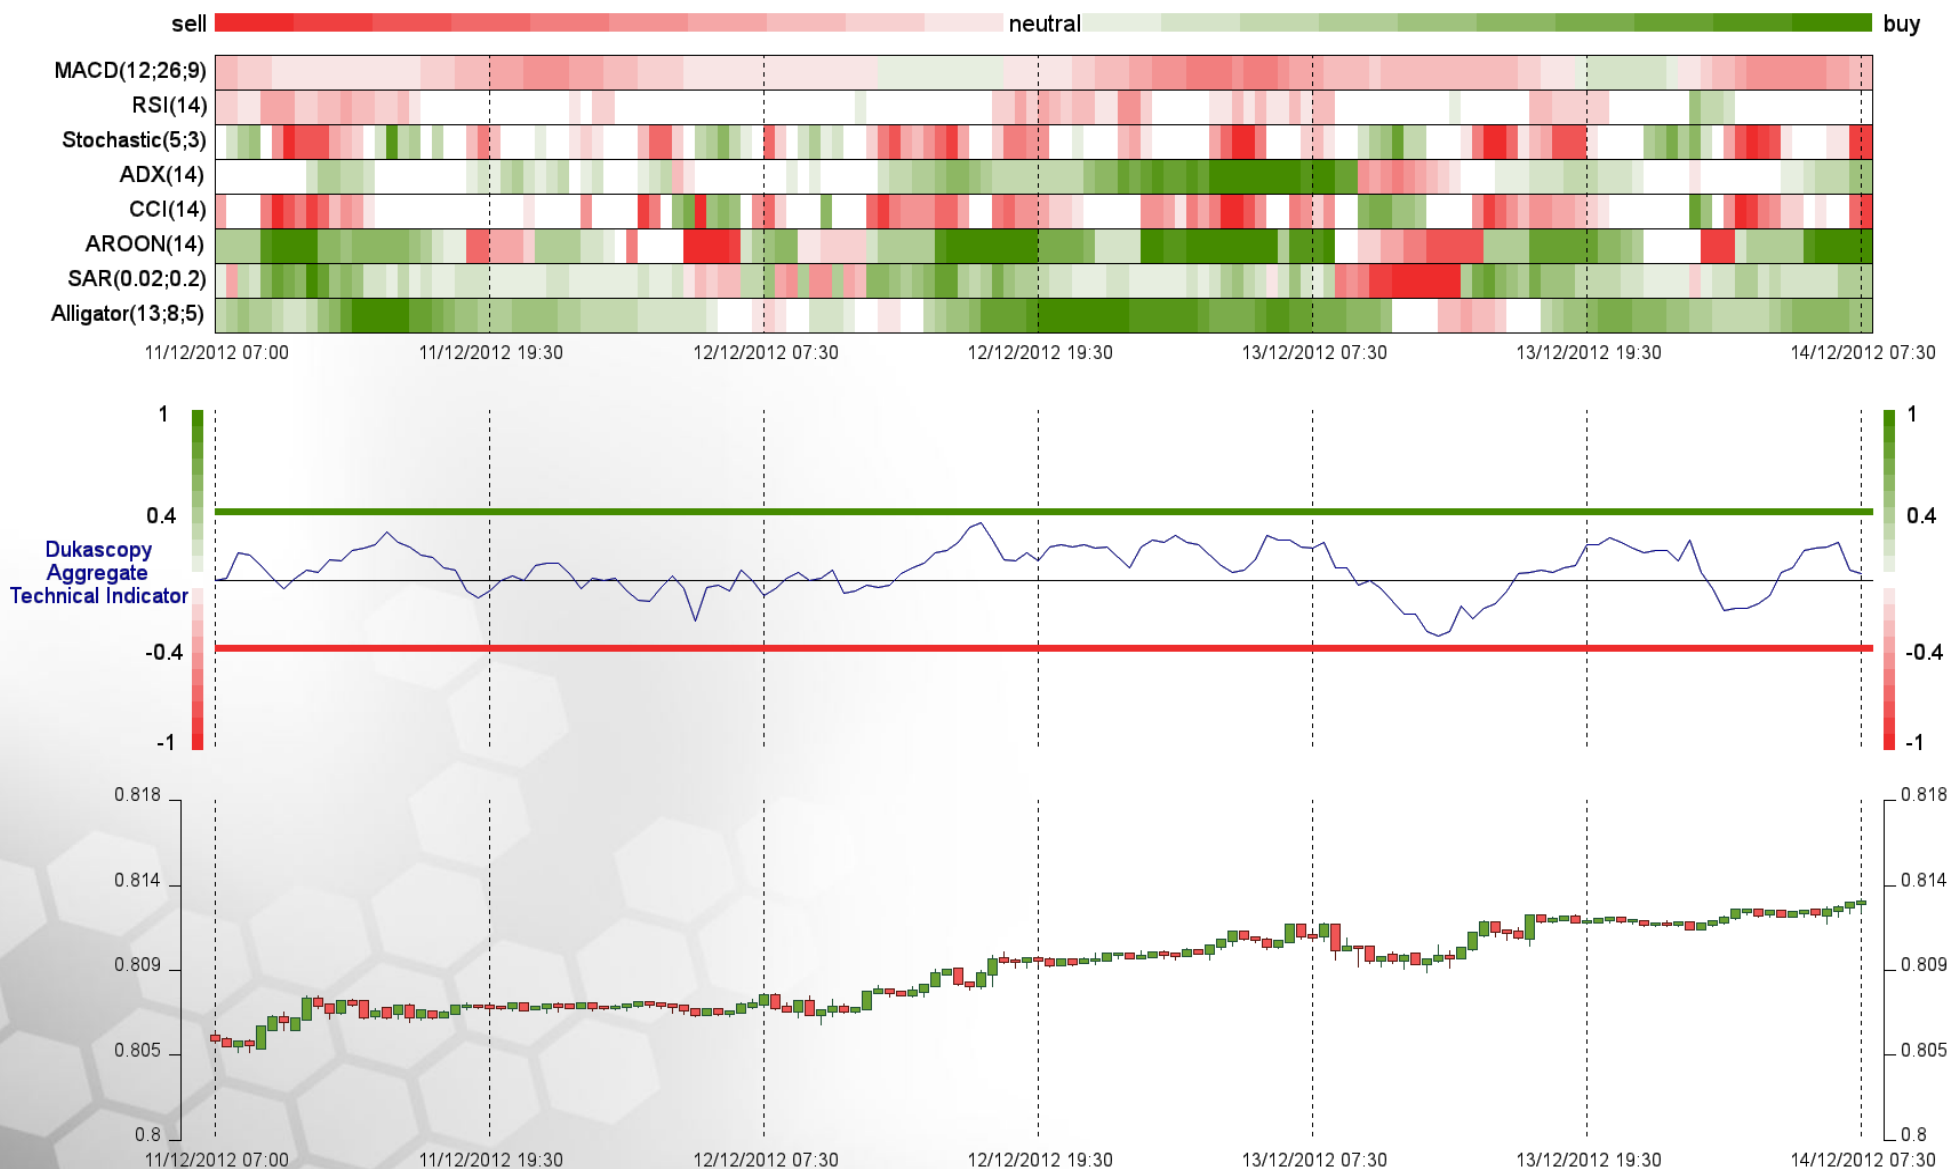 sell neutral buy
MACD(12;26;9)
RSI(14)
Stochastic(5;3)
ADX(14)
CCI(14)
AROON(14)
SAR(0.02;0.2)
Alligator(13;8;5)
11/12/2012 07:00 11/12/2012 19:30 12/12/2012 07:30 12/12/2012 19:30 13/12/2012 07:30 13/12/2012 19:30 14/12/2012 07:30
1 1
0.4 0.4
Dukascopy
Aggregate
Technical Indicator
-0.4 -0.4
-1 -1
0.818 0.818
0.814 0.814
0.809 0.809
0.805 0.805
0.8 0.8
11/12/2012 07:00 11/12/2012 19:30 12/12/2012 07:30 12/12/2012 19:30 13/12/2012 07:30 13/12/2012 19:30 14/12/2012 07:30